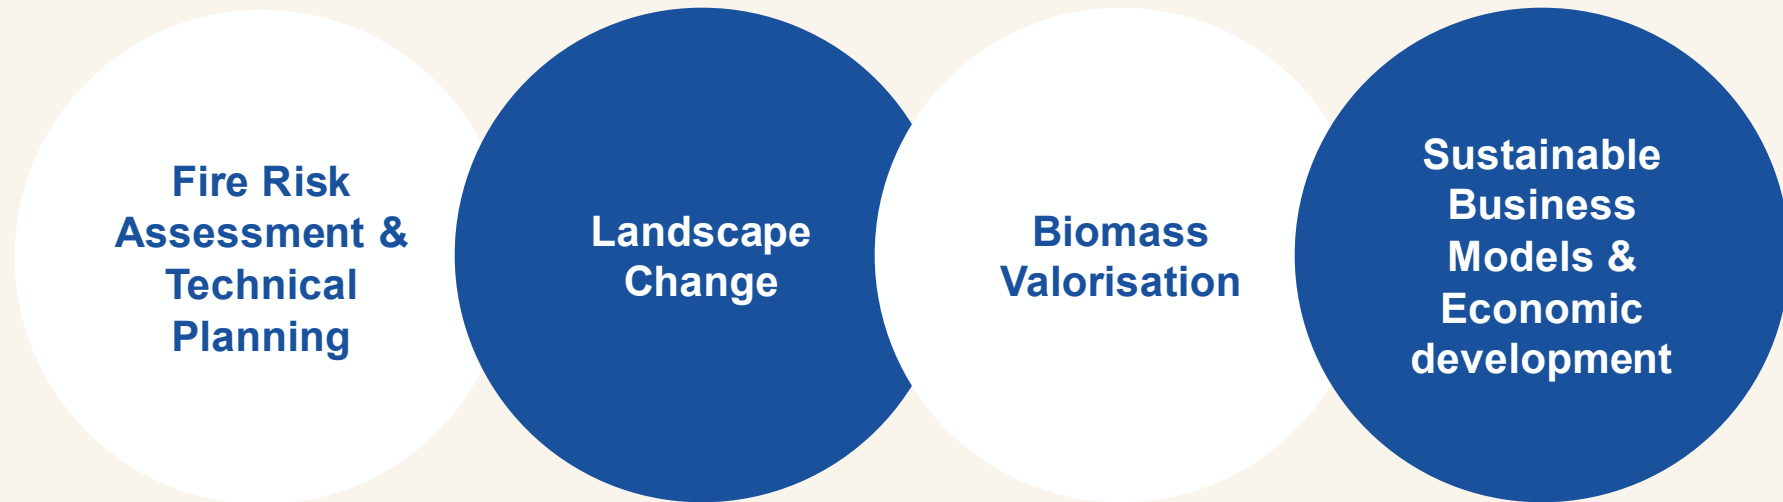 Fire Risk
Assessment &
Technical
Planning
Landscape
Change
Biomass
Valorisation
Sustainable
Business
Models &
Economic
development